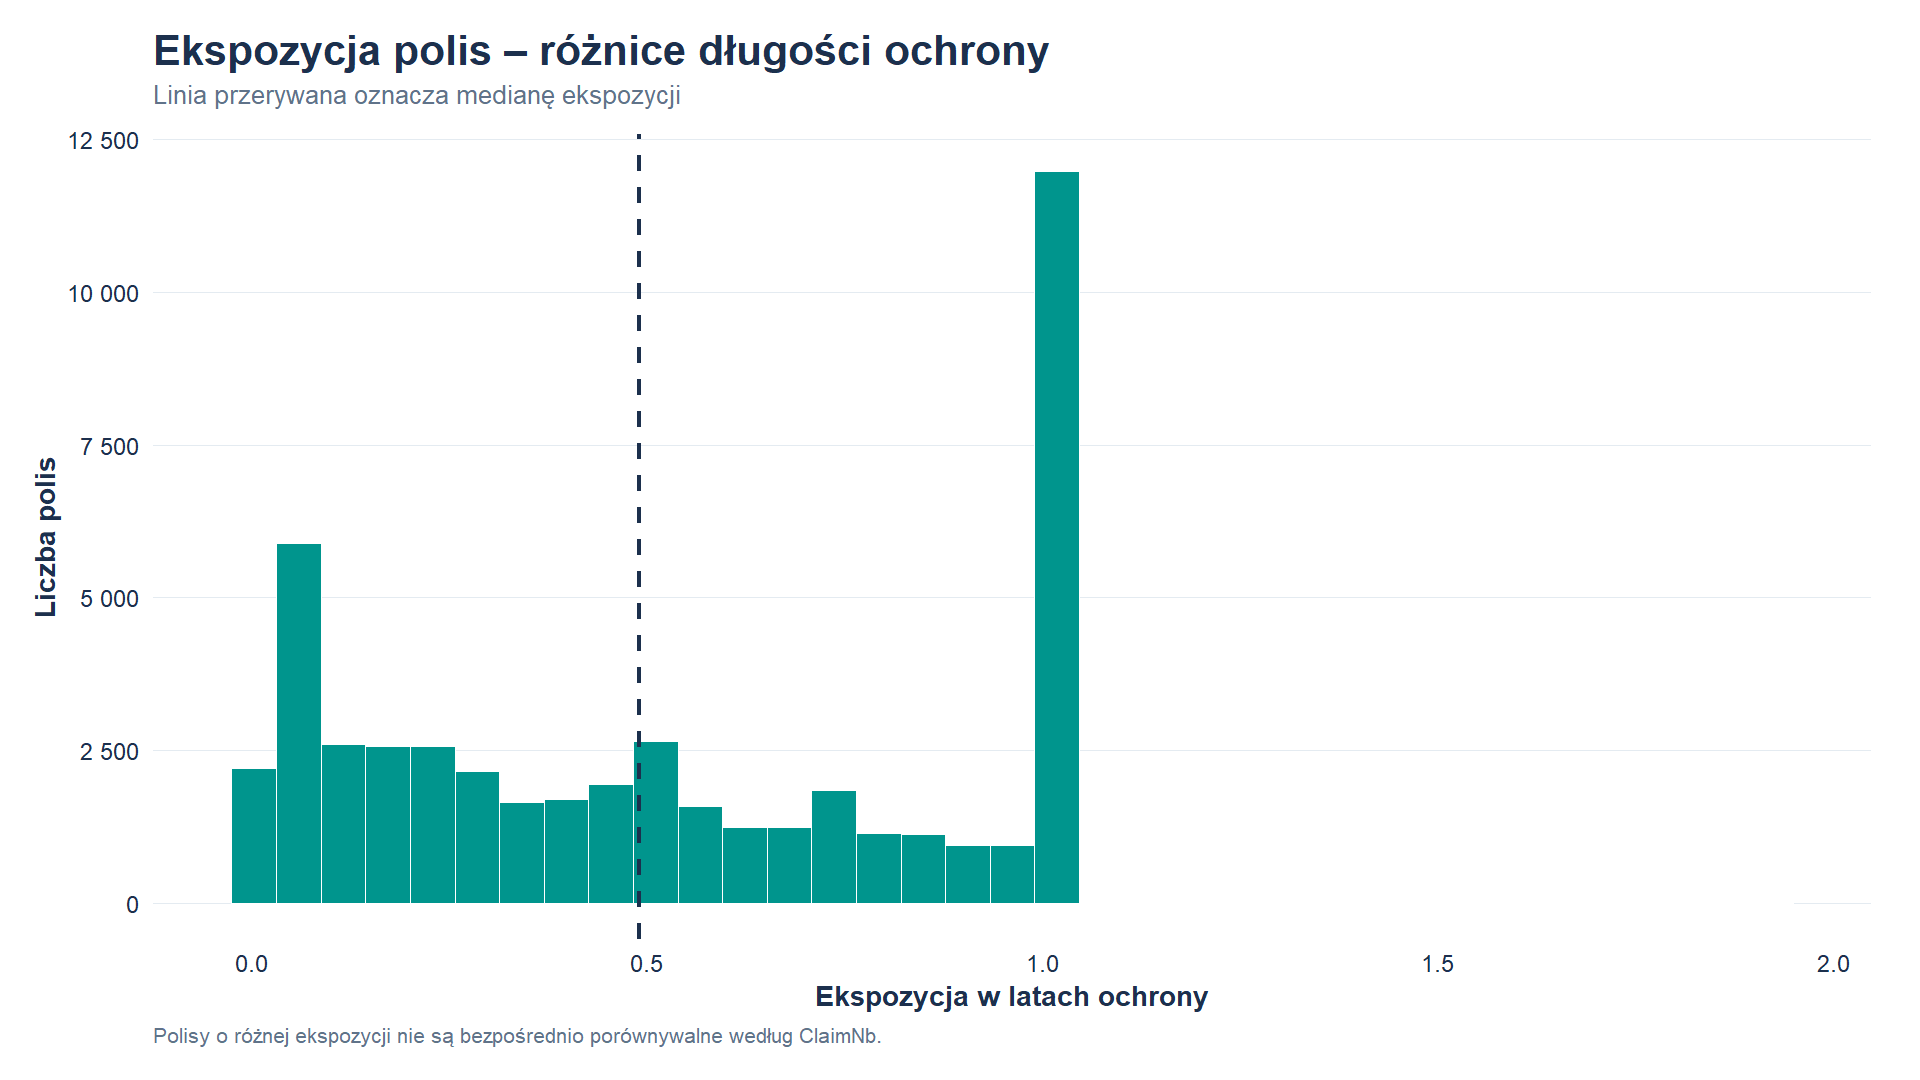 Ekspozycja polis – różnice długości ochrony
Linia przerywana oznacza medianę ekspozycji
12 500
10 000
7 500
5 000
2 500
0
Liczba polis
0.0 0.5 1.0 1.5 2.0
Ekspozycja w latach ochrony
Polisy o różnej ekspozycji nie są bezpośrednio porównywalne według ClaimNb.